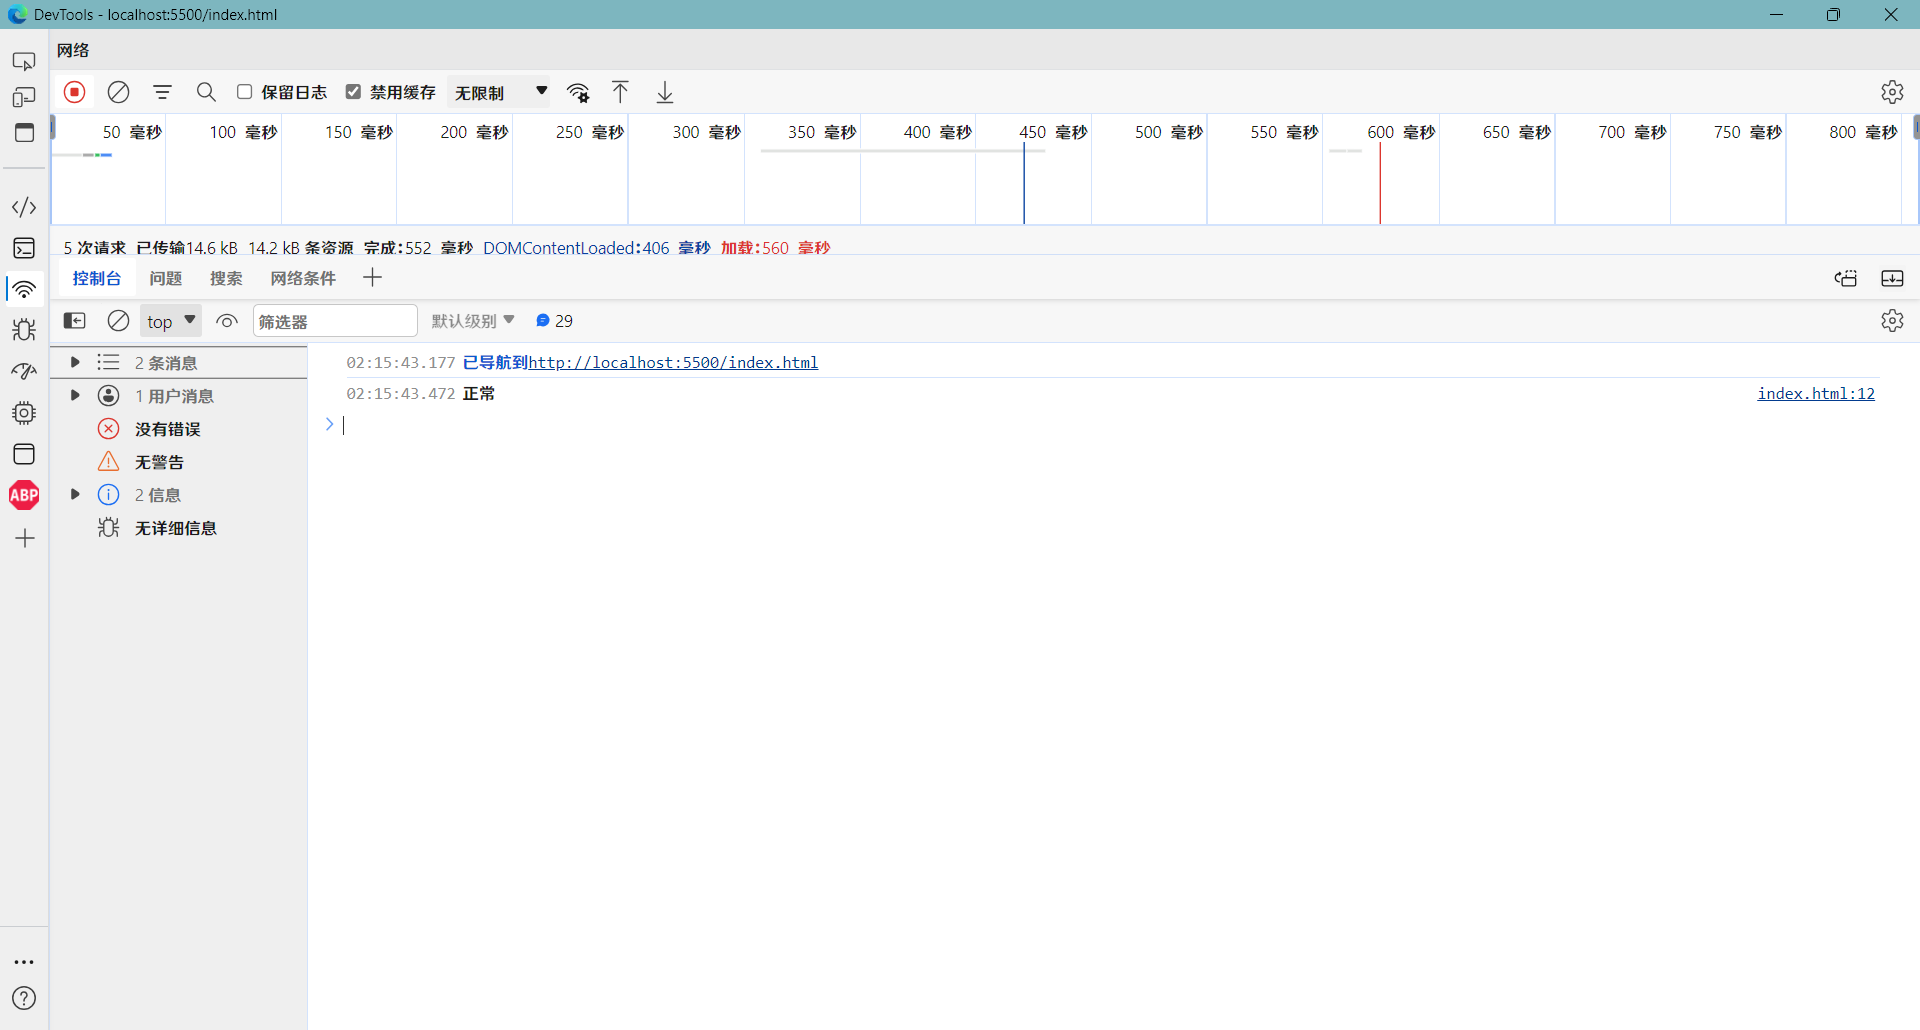 DevTools - localhost:5500/index.html
网络
保留日志 禁用缓存 无限制
50 毫秒 100 毫秒 150 毫秒 200 毫秒 250 毫秒 300 毫秒 350 毫秒 400 毫秒 450 毫秒 500 毫秒 550 毫秒 600 毫秒 650 毫秒 700 毫秒 750 毫秒 800 毫秒
5 次请求 已传输14.6 kB 14.2 kB 条资源 完成:552 毫秒 DOMContentLoaded:406 毫秒 加载:560 毫秒
控制台 问题 搜索 网络条件
top 筛选器 默认级别 29
2 条消息
1 用户消息
没有错误
无警告
2 信息
无详细信息
02:15:43.177 已导航到http://localhost:5500/index.html
02:15:43.472 正常 index.html:12
ABP